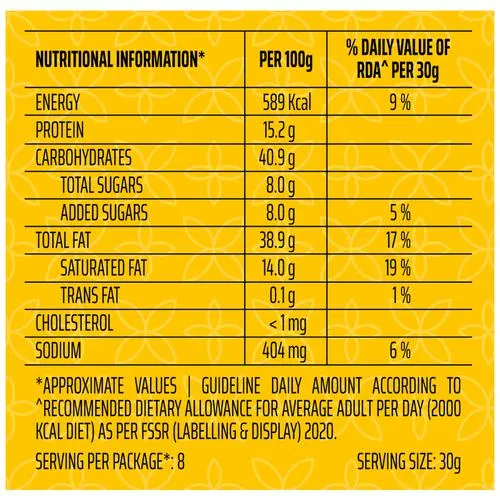 NUTRITIONAL INFORMATION* PER 100g % DAILY VALUE OF RDA^ PER 30g
ENERGY 589 Kcal 9 %
PROTEIN 15.2 g
CARBOHYDRATES 40.9 g
TOTAL SUGARS 8.0 g
ADDED SUGARS 8.0 g 5 %
TOTAL FAT 38.9 g 17 %
SATURATED FAT 14.0 g 19 %
TRANS FAT 0.1 g 1 %
CHOLESTEROL < 1 mg
SODIUM 404 mg 6 %
*APPROXIMATE VALUES | GUIDELINE DAILY AMOUNT ACCORDING TO
^RECOMMENDED DIETARY ALLOWANCE FOR AVERAGE ADULT PER DAY (2000
KCAL DIET) AS PER FSSR (LABELLING & DISPLAY) 2020.
SERVING PER PACKAGE*: 8 SERVING SIZE: 30g